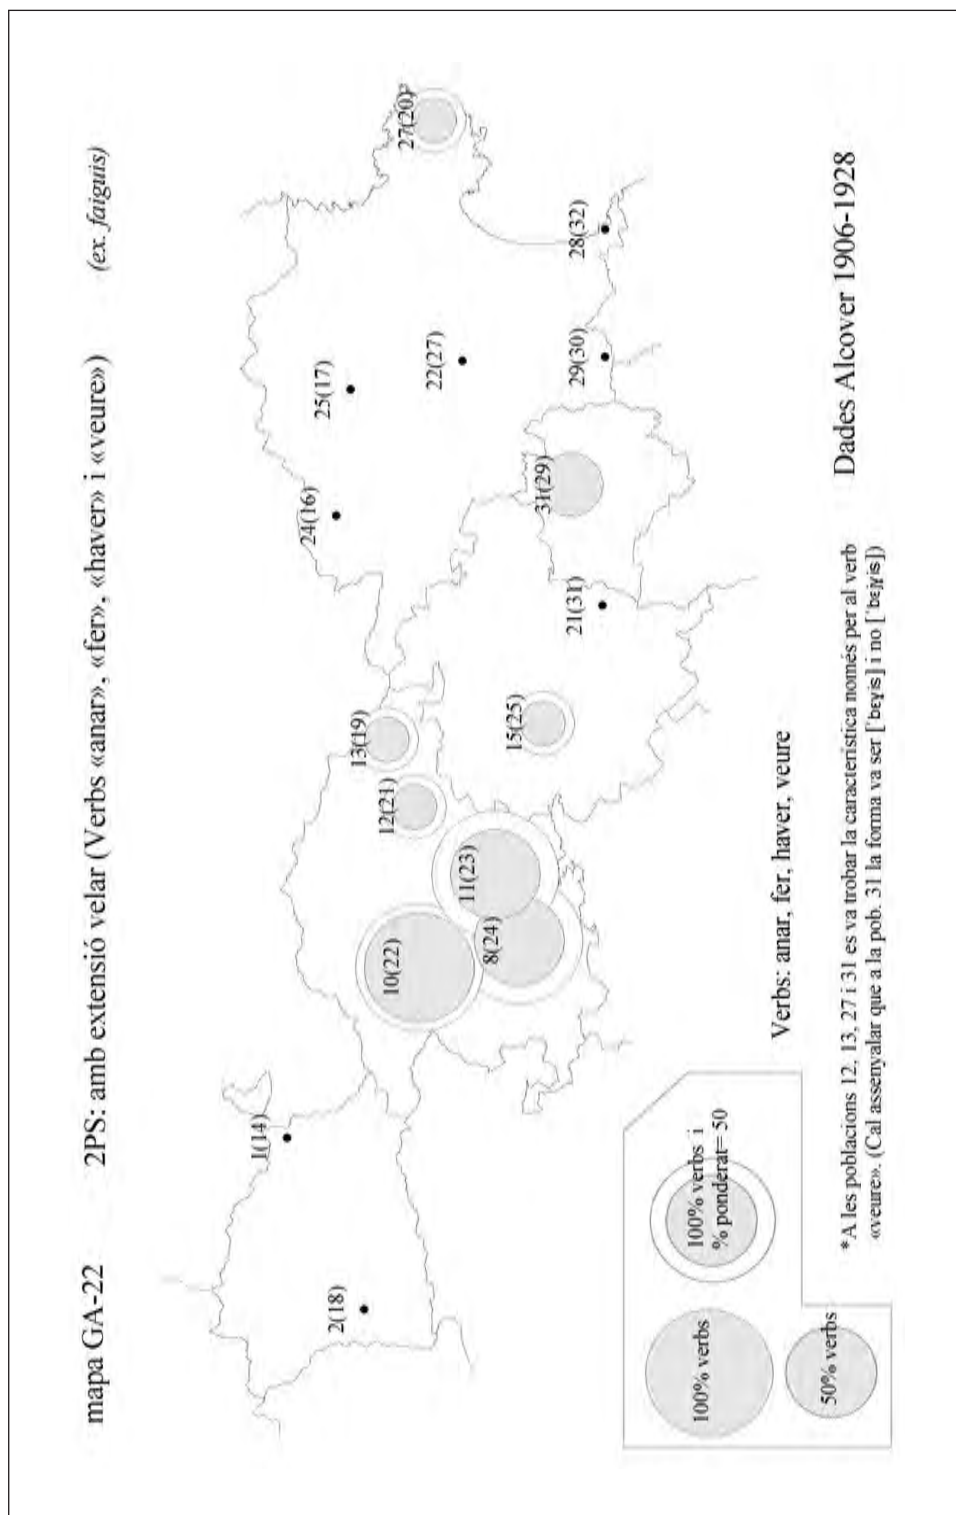 mapa GA-22 2PS: amb extensió velar (Verbs «anar», «fer», «haver» i «veure») (ex. faiguis)
27(20)
25(17)
24(16)
22(27)
28(32)
29(30)
31(29)
21(31)
13(19)
12(21)
15(25)
11(23)
10(22)
8(24)
1(14)
2(18)
Verbs: anar, fer, haver, veure
Dades Alcover 1906-1928
100% verbs
100% verbs i
% ponderat= 50
50% verbs
*A les poblacions 12, 13, 27 i 31 es va trobar la característica només per al verb
«veure». (Cal assenyalar que a la pob. 31 la forma va ser ['bɛɣis] i no ['bɛjɣis])